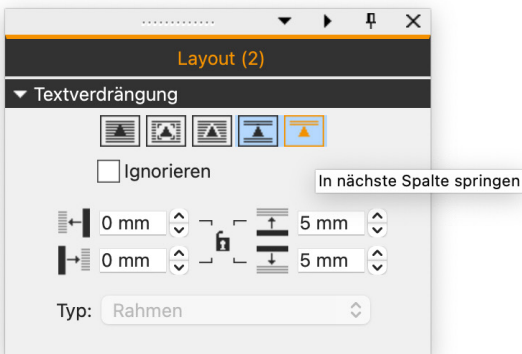 Layout (2)
Textverdrängung
Ignorieren
In nächste Spalte springen
0 mm
5 mm
0 mm
5 mm
Typ: Rahmen